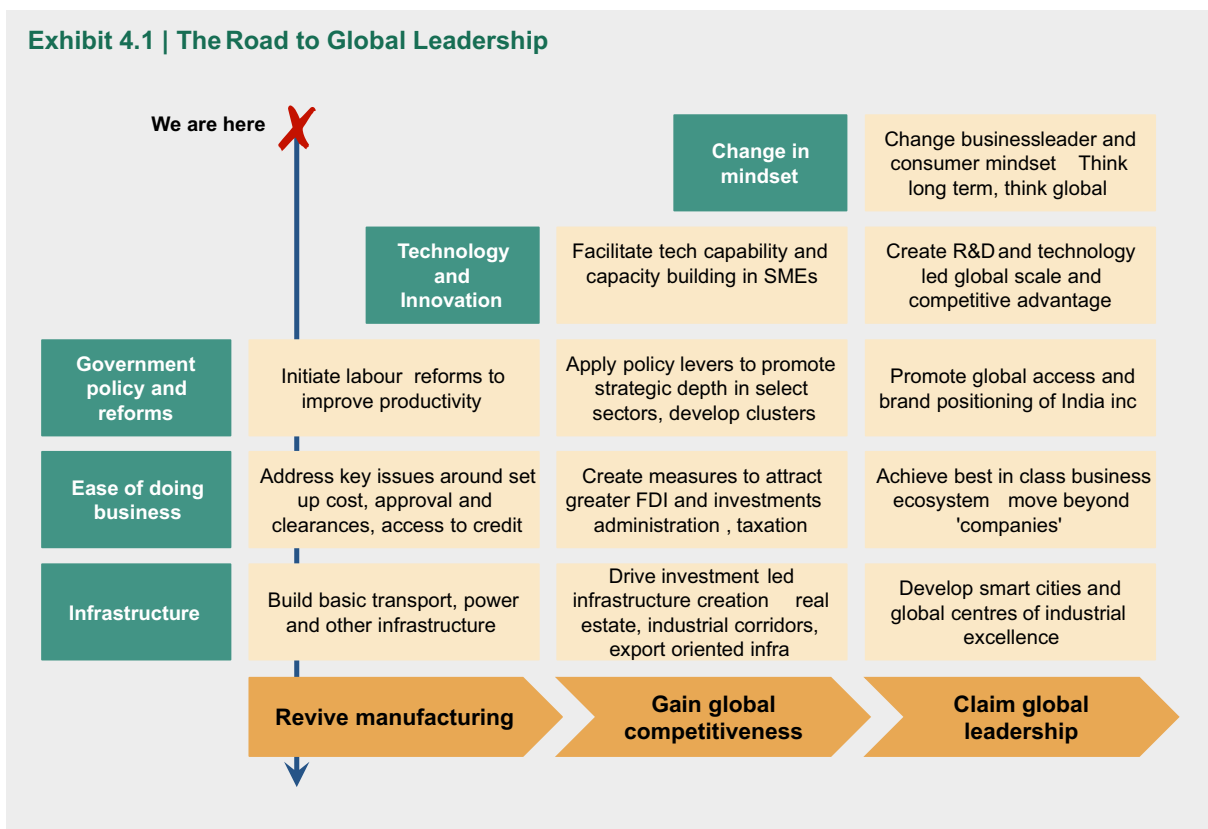 Exhibit 4.1 | The Road to Global Leadership
We are here
Change in
mindset
Change businessleader and
consumer mindset Think
long term, think global
Technology
and
Innovation
Facilitate tech capability and
capacity building in SMEs
Create R&D and technology
led global scale and
competitive advantage
Government
policy and
reforms
Initiate labour reforms to
improve productivity
Apply policy levers to promote
strategic depth in select
sectors, develop clusters
Promote global access and
brand positioning of India inc
Ease of doing
business
Address key issues around set
up cost, approval and
clearances, access to credit
Create measures to attract
greater FDI and investments
administration , taxation
Achieve best in class business
ecosystem move beyond
'companies'
Infrastructure
Build basic transport, power
and other infrastructure
Drive investment led
infrastructure creation real
estate, industrial corridors,
export oriented infra
Develop smart cities and
global centres of industrial
excellence
Revive manufacturing
Gain global
competitiveness
Claim global
leadership